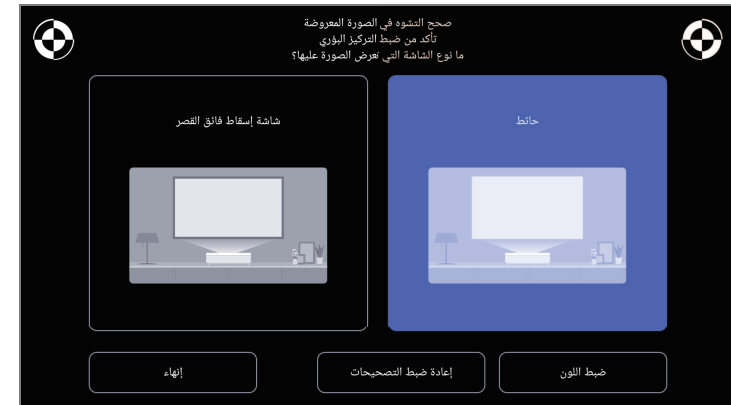 صحح التشوه في الصورة المعروضة
تأكد من ضبط التركيز البؤري
ما نوع الشاشة التي تعرض الصورة عليها؟
حائط
شاشة إسقاط فائق القصر
ضبط اللون
إعادة ضبط التصحيحات
إنهاء